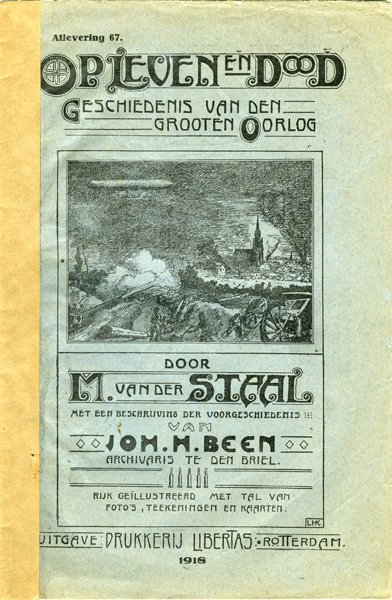 Aflevering 67.
OP LEVEN EN DOOD
GESCHIEDENIS VAN DEN
GROOTEN OORLOG
DOOR
M. VAN DER STAAL
MET EEN BESCHRIJVING DER VOORGESCHIEDENIS
VAN
JOH. H. BEEN
ARCHIVARIS TE DEN BRIEL.
RIJK GEÏLLUSTREERD MET TAL VAN
FOTO'S, TEEKENINGEN EN KAARTEN.
LHK
UITGAVE: DRUKKERIJ LIBERTAS: ROTTERDAM.
1918